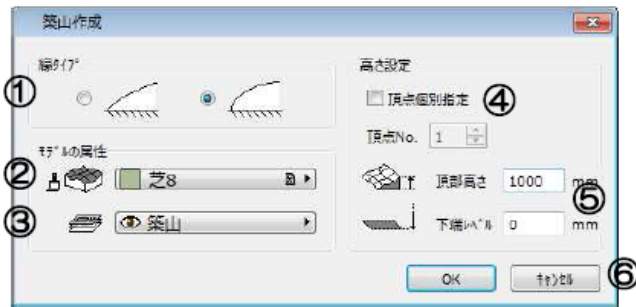 築山作成
縁ﾀｲﾌﾟ
①
モデルの属性
② 芝8
③ 築山
高さ設定
頂点個別指定 ④
頂点No. 1
頂部高さ 1000 mm
⑤
下端ﾚﾍﾞﾙ 0 mm
OK ｷｬﾝｾﾙ ⑥